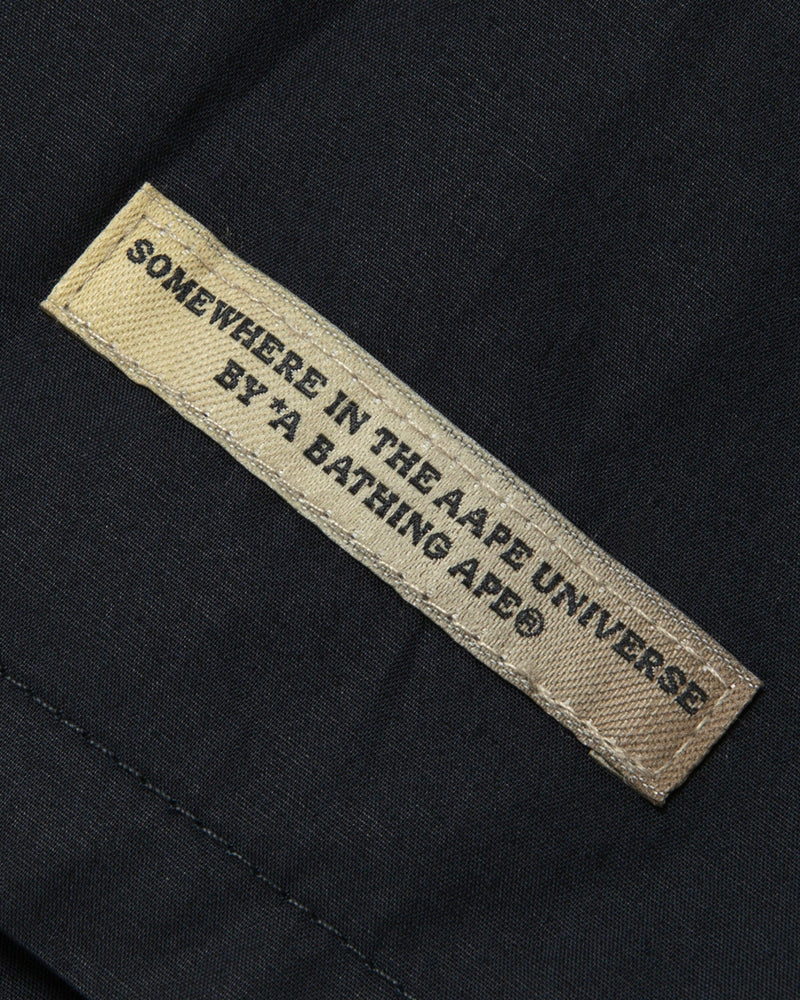 SOMEWHERE IN THE AAPE UNIVERSE
BY *A BATHING APE®